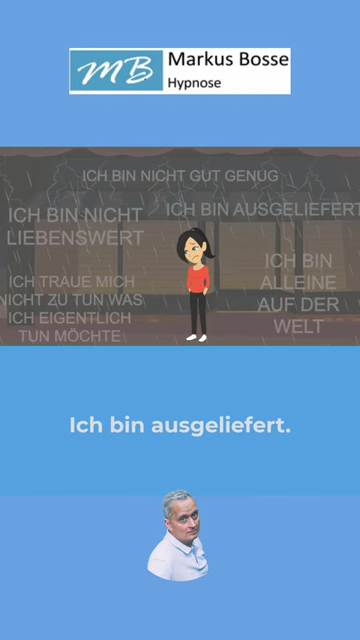 MB
Markus Bosse
Hypnose
ICH BIN NICHT GUT GENUG
ICH BIN NICHT
LIEBENSWERT
ICH BIN AUSGELIEFERT
ICH TRAUE MICH
NICHT ZU TUN WAS
ICH EIGENTLICH
TUN MÖCHTE
ICH BIN
ALLEINE
AUF DER
WELT
Ich bin ausgeliefert.